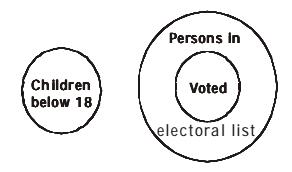 Persons in
Children
below 18
Voted
electoral list